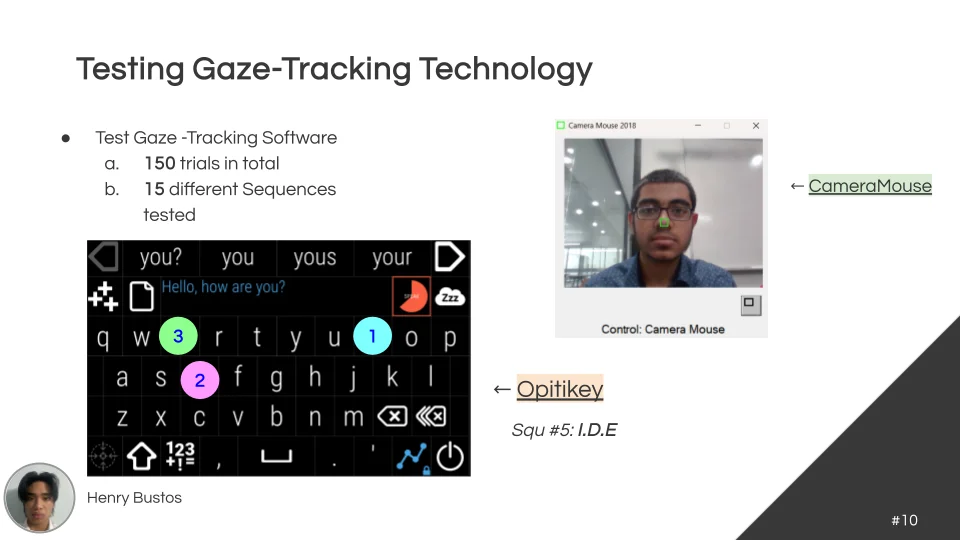 Testing Gaze-Tracking Technology
● Test Gaze -Tracking Software
a. 150 trials in total
b. 15 different Sequences
tested
Camera Mouse 2018
← CameraMouse
Control: Camera Mouse
you? you yous your
Hello, how are you?
Zzz
q w 3 r t y u 1 o p
a s 2 f g h j k l
z x c v b n m
123
+!=
, . '
← Opitikey
Squ #5: I.D.E
Henry Bustos
#10